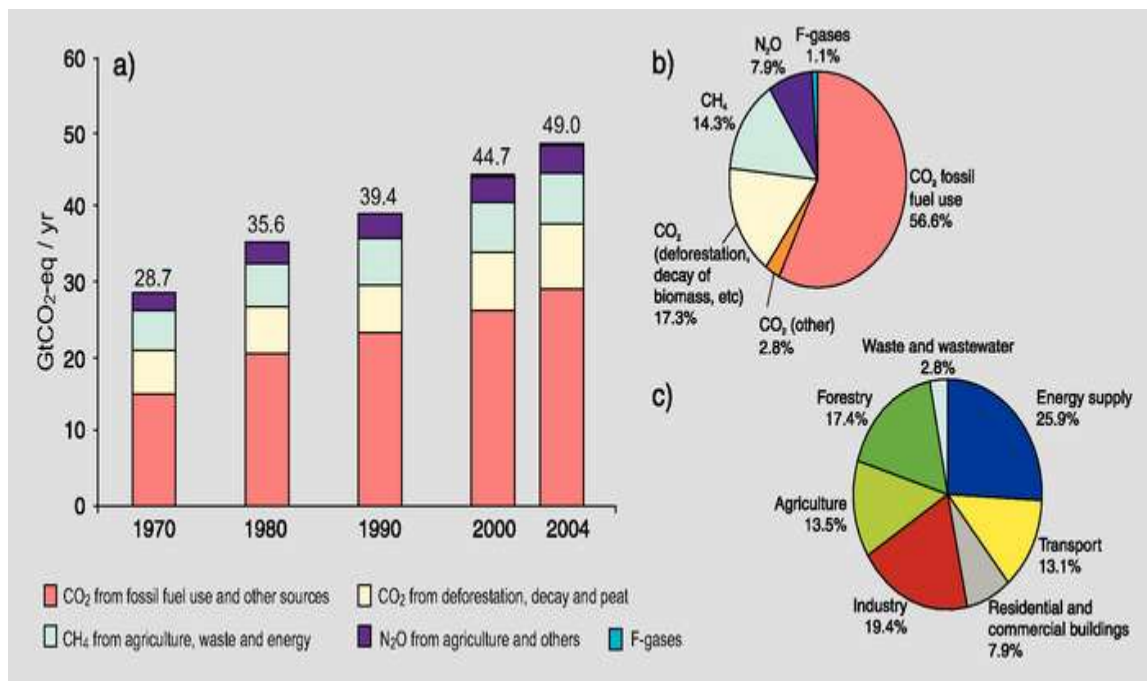 a)
GtCO₂-eq / yr
60
50
40
30
20
10
0
28.7
35.6
39.4
44.7
49.0
1970
1980
1990
2000
2004
CO₂ from fossil fuel use and other sources
CO₂ from deforestation, decay and peat
CH₄ from agriculture, waste and energy
N₂O from agriculture and others
F-gases
b)
F-gases
1.1%
N₂O
7.9%
CH₄
14.3%
CO₂ fossil
fuel use
56.6%
CO₂
(deforestation,
decay of
biomass, etc)
17.3%
CO₂ (other)
2.8%
c)
Waste and wastewater
2.8%
Forestry
17.4%
Energy supply
25.9%
Agriculture
13.5%
Transport
13.1%
Industry
19.4%
Residential and
commercial buildings
7.9%